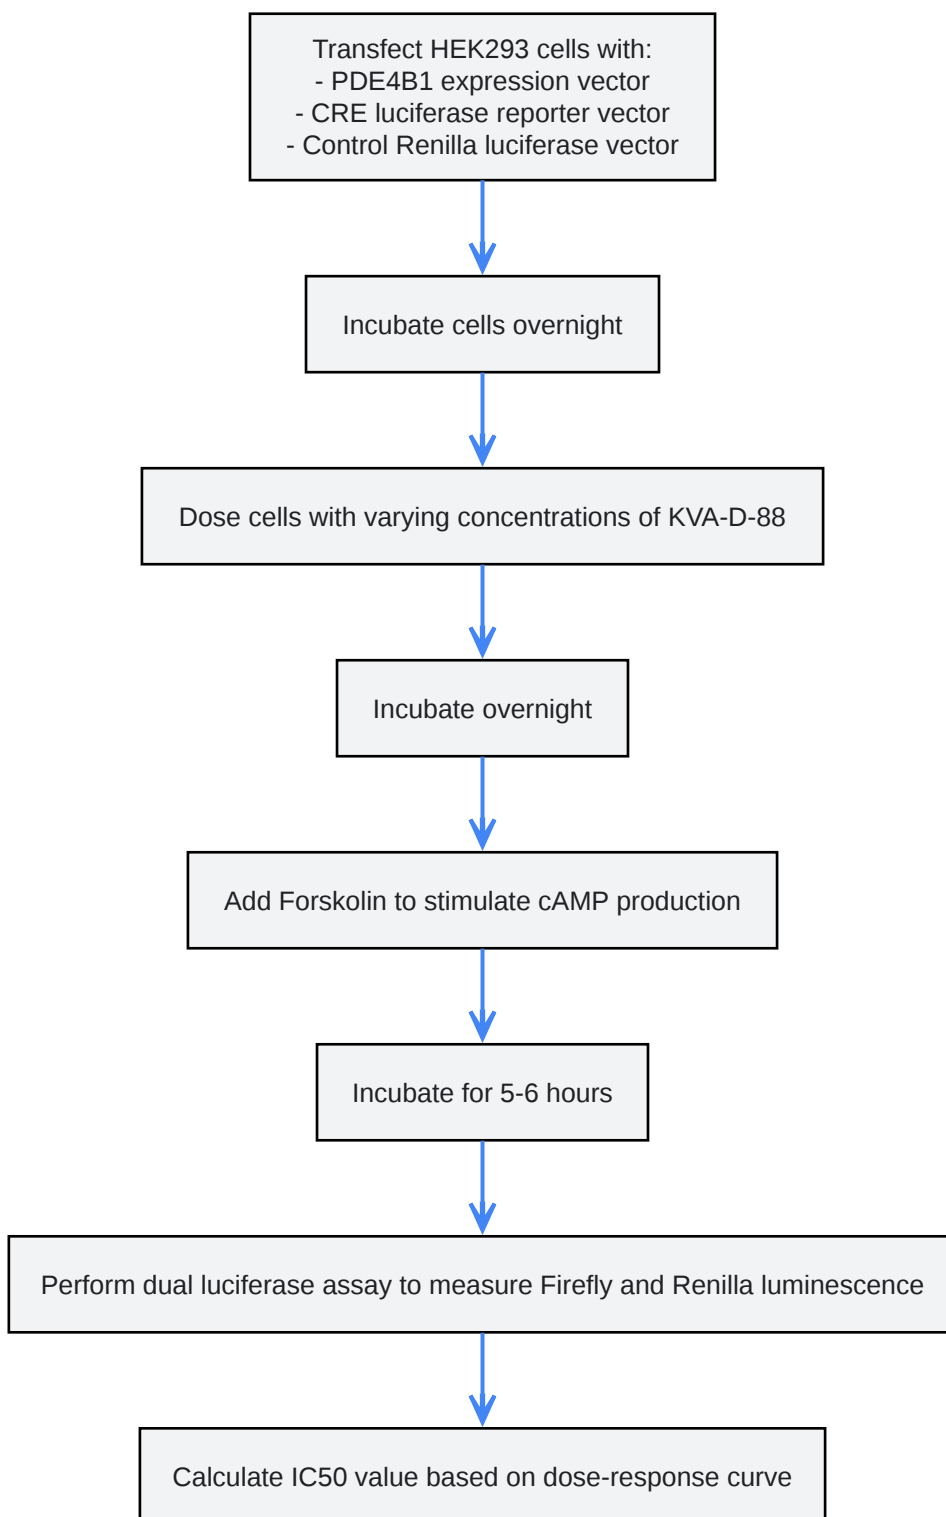 Transfect HEK293 cells with:
- PDE4B1 expression vector
- CRE luciferase reporter vector
- Control Renilla luciferase vector
Incubate cells overnight
Dose cells with varying concentrations of KVA-D-88
Incubate overnight
Add Forskolin to stimulate cAMP production
Incubate for 5-6 hours
Perform dual luciferase assay to measure Firefly and Renilla luminescence
Calculate IC50 value based on dose-response curve